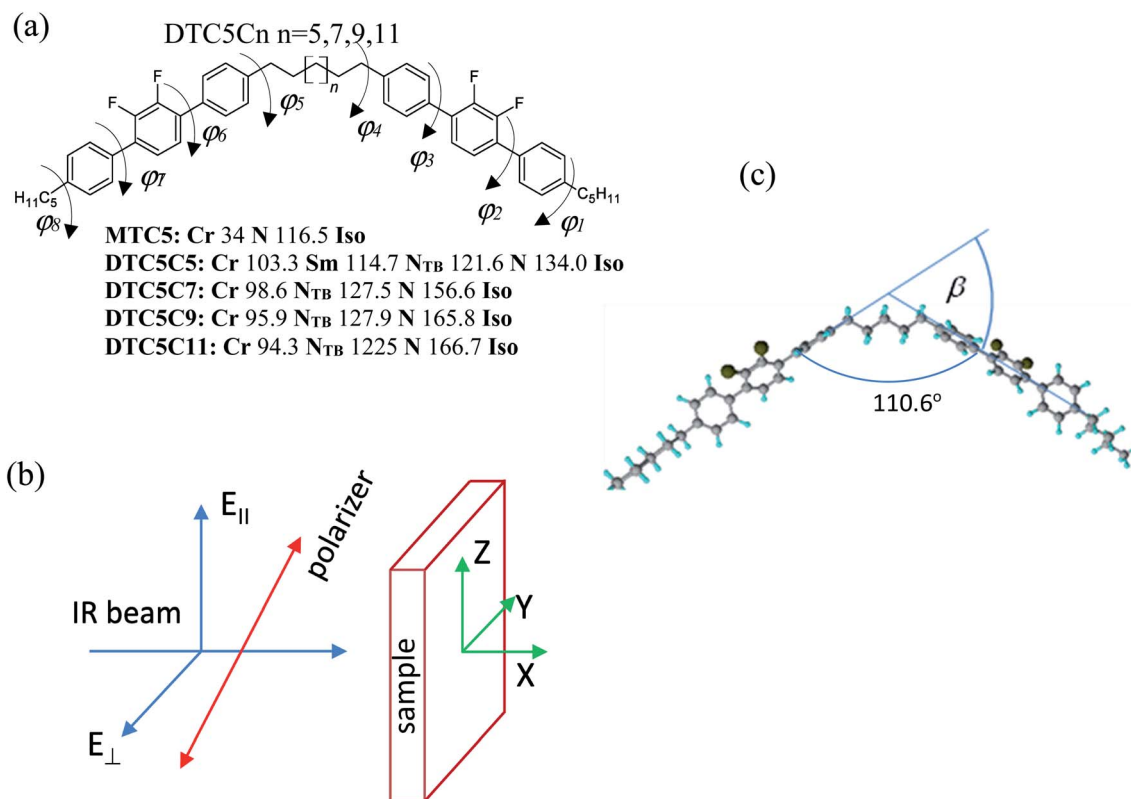 (a)
DTC5Cn n=5,7,9,11
F
F
F
F
n
φ5
φ4
φ6
φ3
φ7
φ2
H11C5
φ8
C5H11
φ1
MTC5: Cr 34 N 116.5 Iso
DTC5C5: Cr 103.3 Sm 114.7 NTB 121.6 N 134.0 Iso
DTC5C7: Cr 98.6 NTB 127.5 N 156.6 Iso
DTC5C9: Cr 95.9 NTB 127.9 N 165.8 Iso
DTC5C11: Cr 94.3 NTB 1225 N 166.7 Iso
(b)
E||
polarizer
IR beam
E⊥
sample
Z
Y
X
(c)
β
110.6°